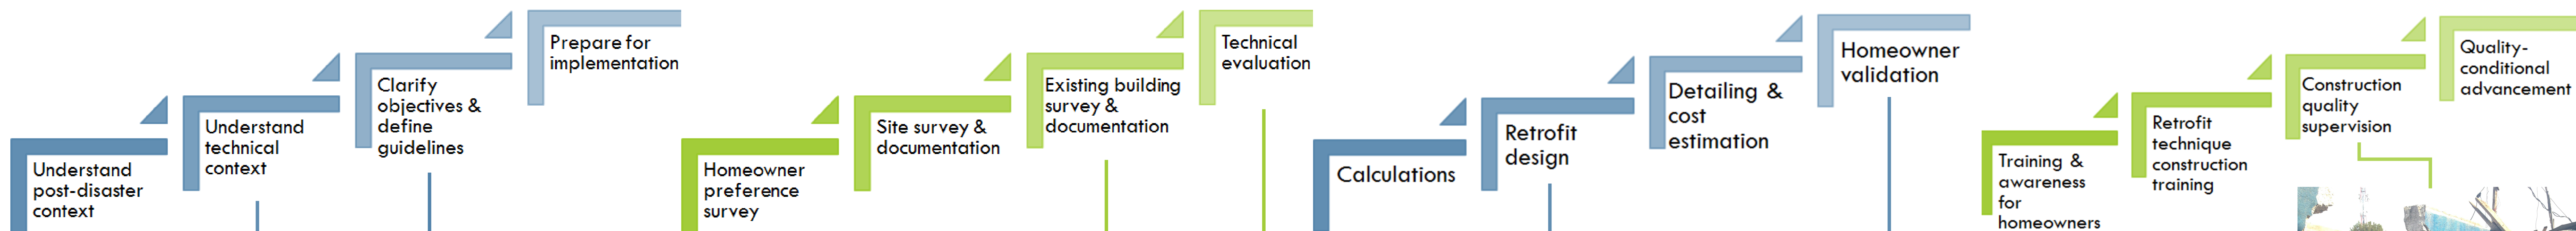 Understand
post-disaster
context
Understand
technical
context
Clarify
objectives &
define
guidelines
Prepare for
implementation
Homeowner
preference
survey
Site survey &
documentation
Existing building
survey &
documentation
Technical
evaluation
Calculations
Retrofit
design
Detailing &
cost
estimation
Homeowner
validation
Training &
awareness
for
homeowners
Retrofit
technique
construction
training
Construction
quality
supervision
Quality-
conditional
advancement